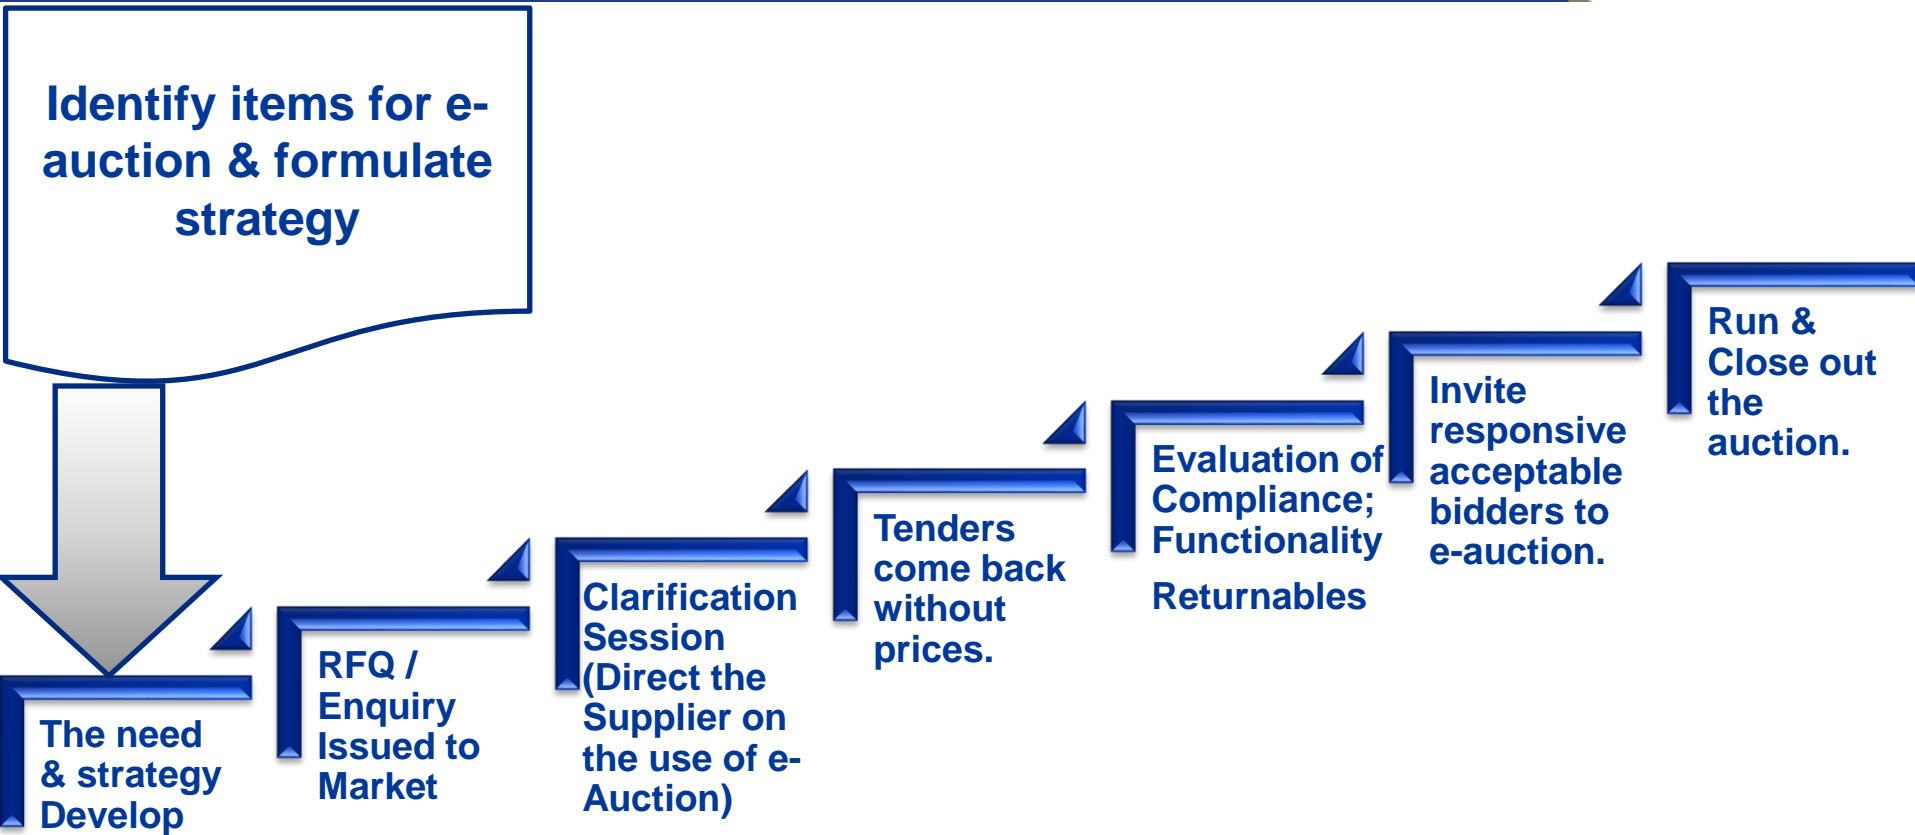 Identify items for e-
auction & formulate
strategy
The need
& strategy
Develop
RFQ /
Enquiry
Issued to
Market
Clarification
Session
(Direct the
Supplier on
the use of e-
Auction)
Tenders
come back
without
prices.
Evaluation of
Compliance;
Functionality
Returnables
Invite
responsive
acceptable
bidders to
e-auction.
Run &
Close out
the
auction.